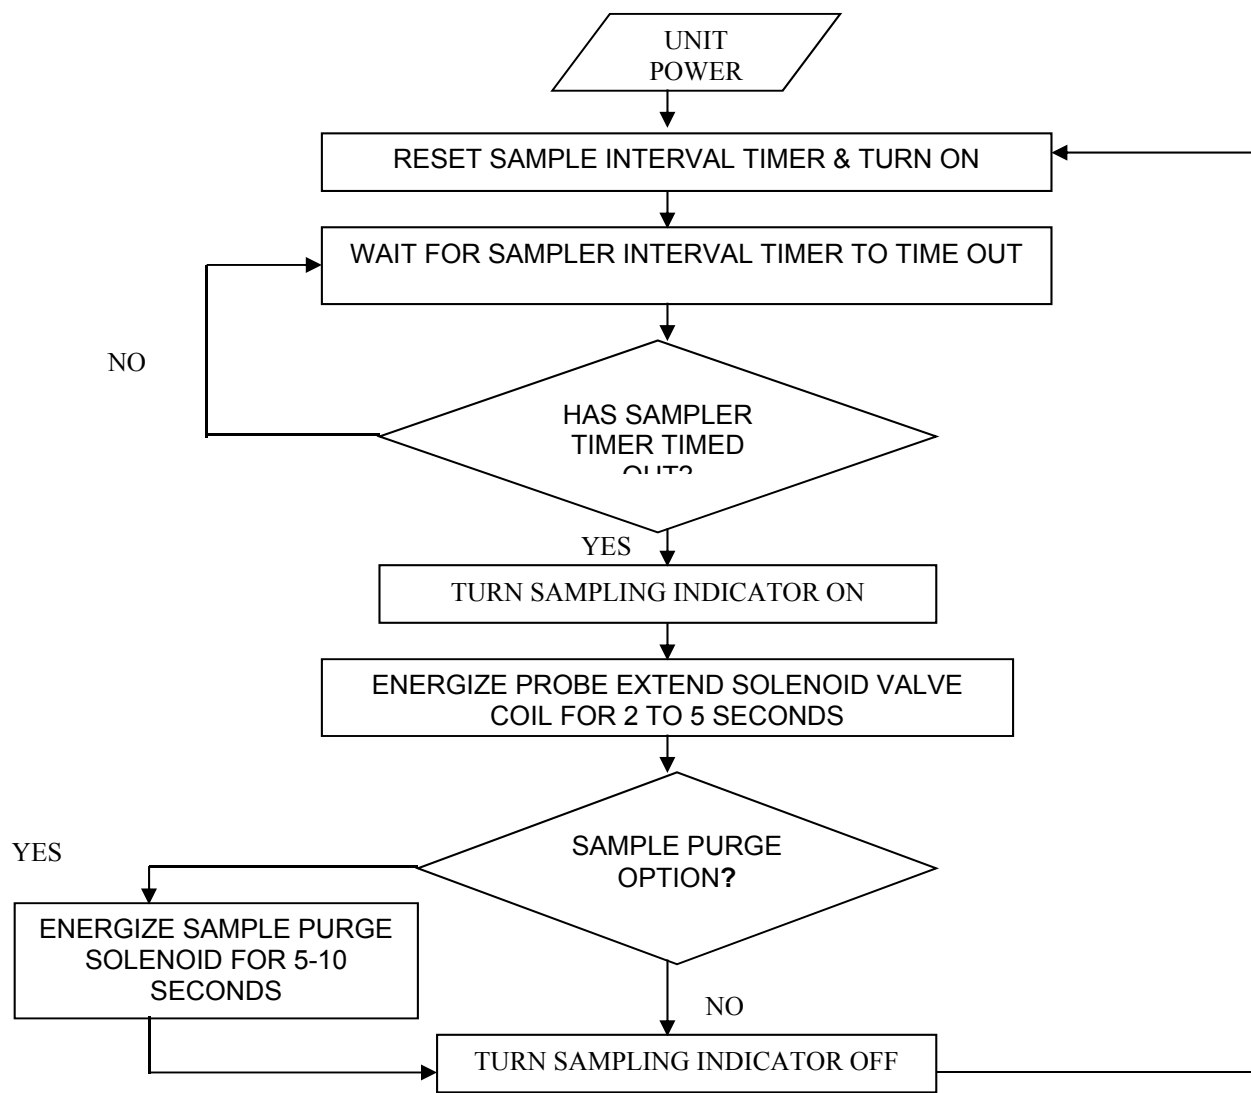 UNIT
POWER
RESET SAMPLE INTERVAL TIMER & TURN ON
WAIT FOR SAMPLER INTERVAL TIMER TO TIME OUT
NO
HAS SAMPLER
TIMER TIMED
OUT?
YES
TURN SAMPLING INDICATOR ON
ENERGIZE PROBE EXTEND SOLENOID VALVE
COIL FOR 2 TO 5 SECONDS
YES
SAMPLE PURGE
OPTION?
ENERGIZE SAMPLE PURGE
SOLENOID FOR 5-10
SECONDS
NO
TURN SAMPLING INDICATOR OFF